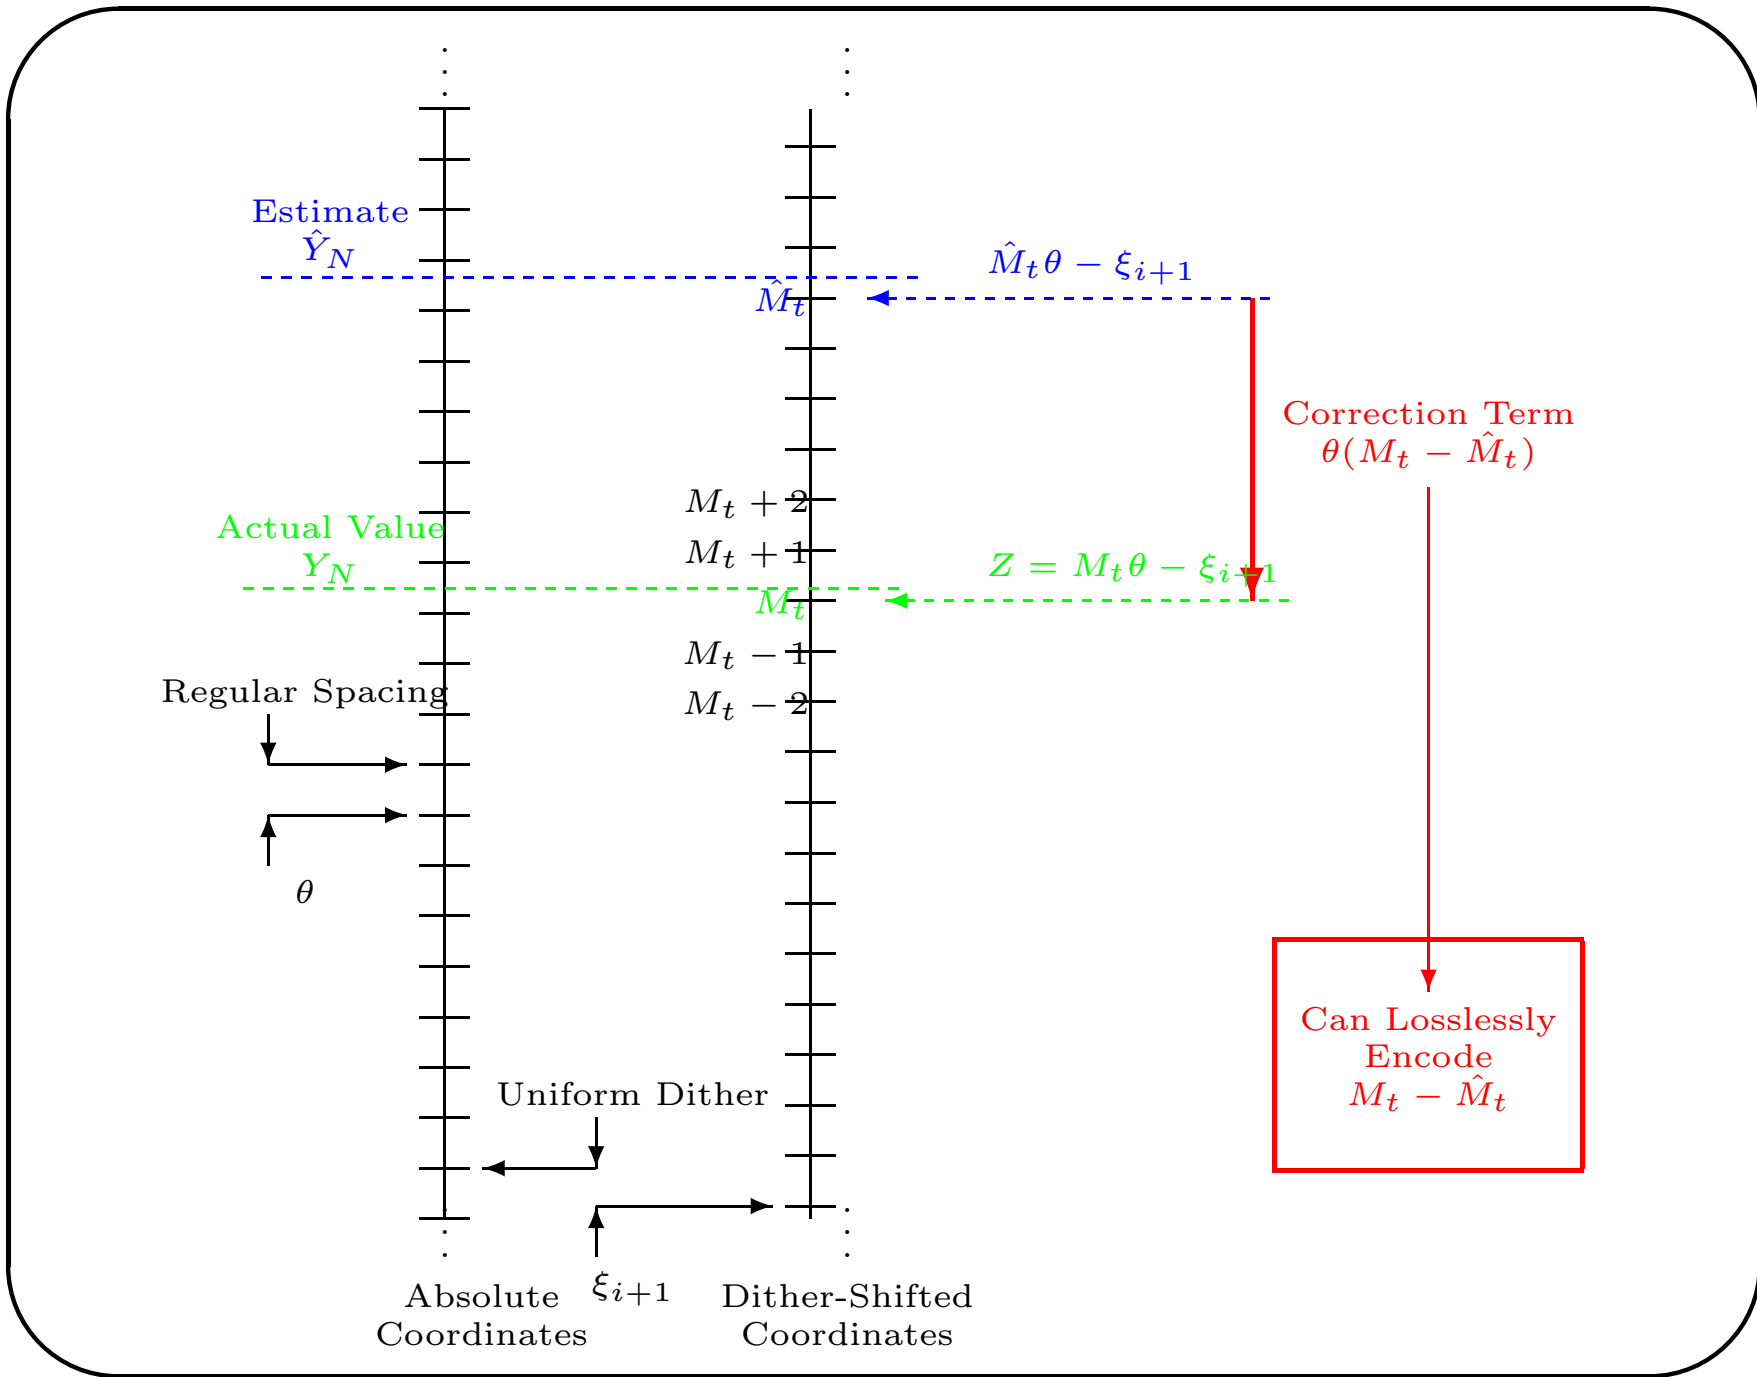 Estimate
Ŷ_N
M̂_tθ − ξ_{i+1}
M̂_t
Correction Term
θ(M_t − M̂_t)
M_t + 2
Actual Value
M_t + 1
Y_N
Z = M_tθ − ξ_{i+1}
M_t
M_t − 1
Regular Spacing
M_t − 2
θ
Can Losslessly
Encode
M_t − M̂_t
Uniform Dither
ξ_{i+1}
Absolute
Coordinates
Dither-Shifted
Coordinates